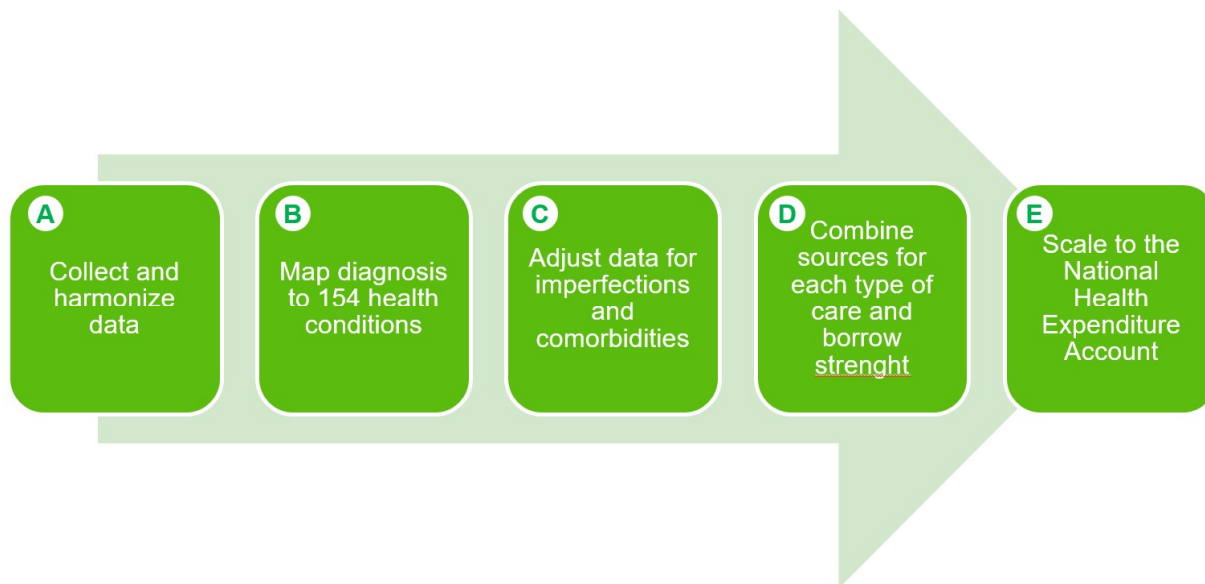 A
Collect and
harmonize
data
B
Map diagnosis
to 154 health
conditions
C
Adjust data for
imperfections
and
comorbidities
D
Combine
sources for
each type of
care and
borrow
strenght
E
Scale to the
National
Health
Expenditure
Account